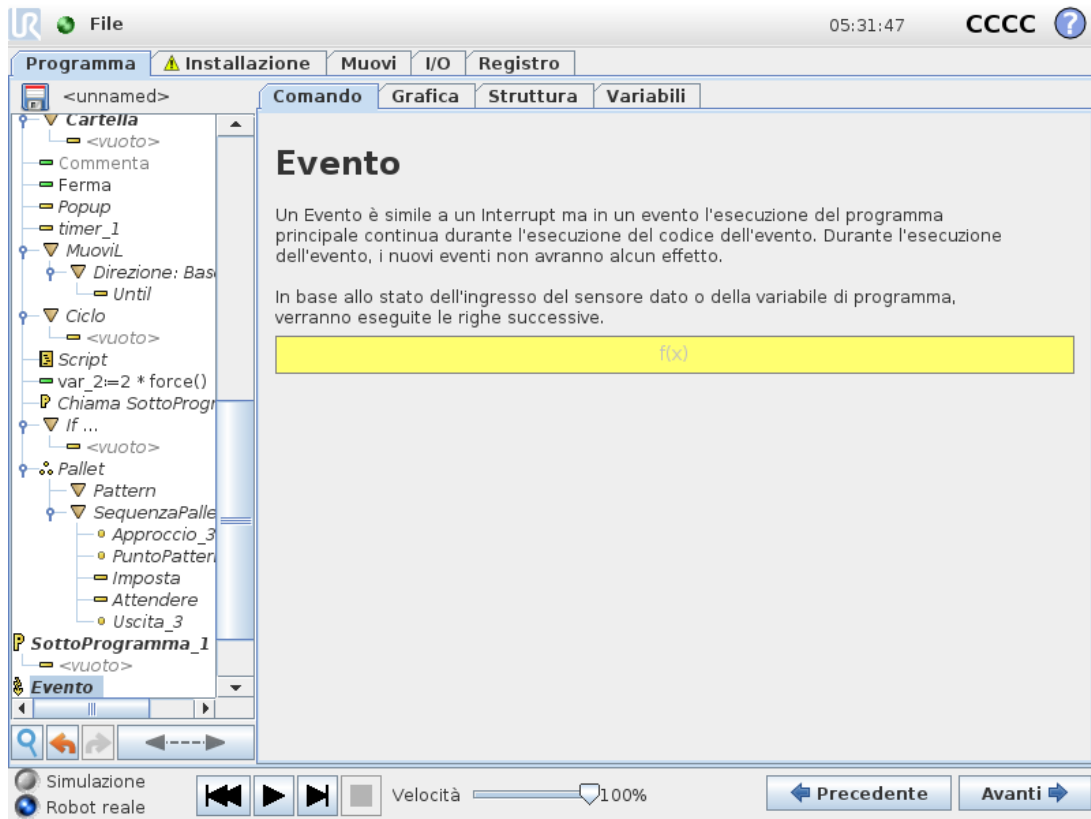 UR File 05:31:47 CCCC ?
Programma Installazione Muovi I/O Registro
<unnamed>
Comando Grafica Struttura Variabili
Cartella
<vuoto>
Commenta
Ferma
Popup
timer_1
MuoviL
Direzione: Bas
Until
Ciclo
<vuoto>
Script
var_2:=2 * force()
Chiama SottoProgr
If ...
<vuoto>
Pallet
Pattern
SequenzaPalle
Approccio_3
PuntoPattern
Imposta
Attendere
Uscita_3
P SottoProgramma_1
<vuoto>
Evento
Evento
Un Evento è simile a un Interrupt ma in un evento l'esecuzione del programma
principale continua durante l'esecuzione del codice dell'evento. Durante l'esecuzione
dell'evento, i nuovi eventi non avranno alcun effetto.
In base allo stato dell'ingresso del sensore dato o della variabile di programma,
verranno eseguite le righe successive.
f(x)
Simulazione
Robot reale
Velocità 100%
Precedente Avanti